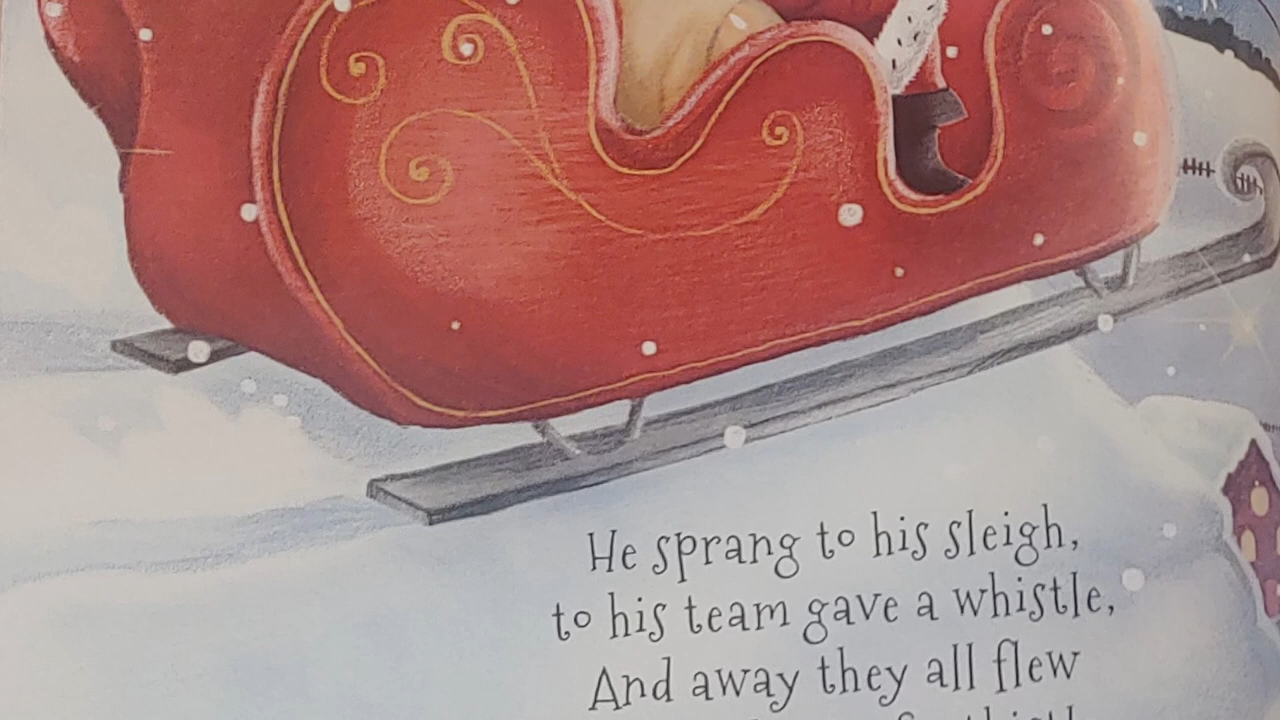 He sprang to his sleigh,
to his team gave a whistle,
And away they all flew